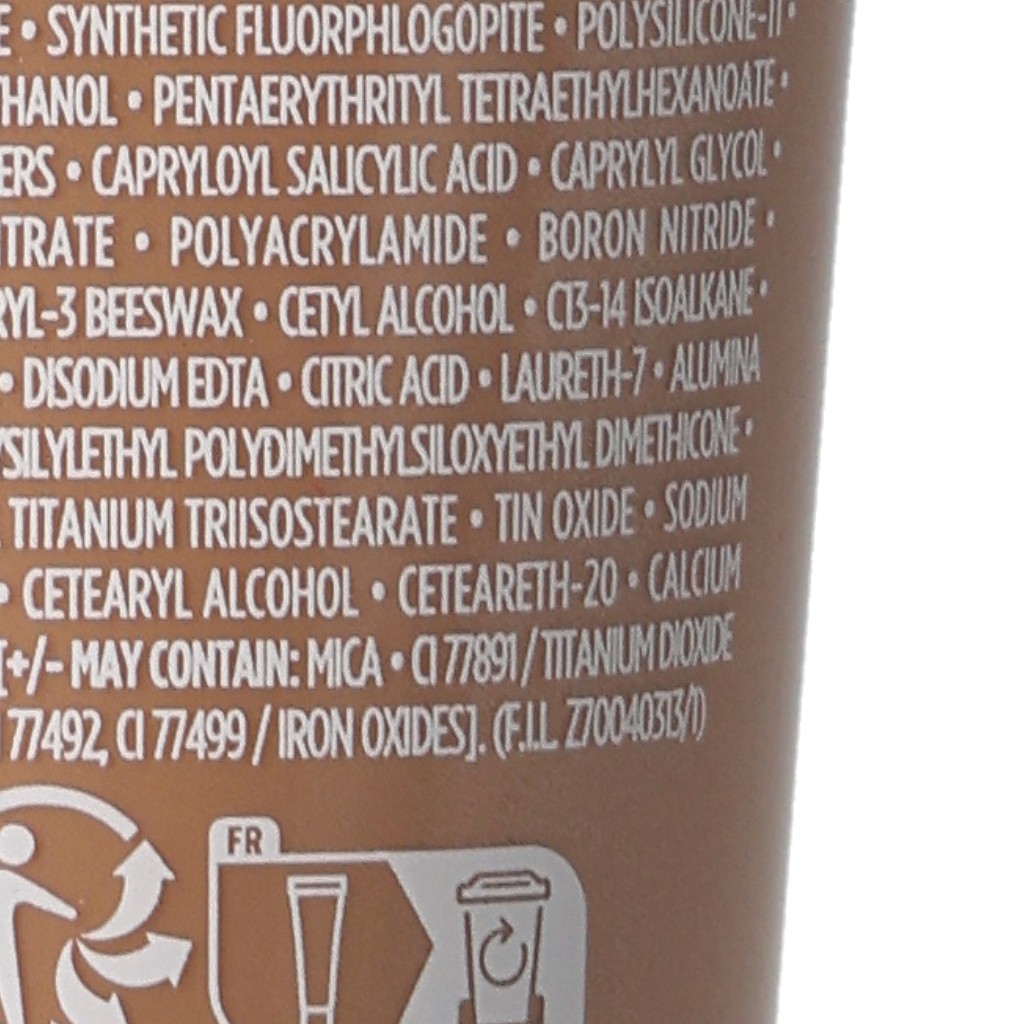 E • SYNTHETIC FLUORPHLOGOPITE • POLYSILICONE-11 •
THANOL • PENTAERYTHRITYL TETRAETHYLHEXANOATE •
ERS • CAPRYLOYL SALICYLIC ACID • CAPRYLYL GLYCOL •
TRATE • POLYACRYLAMIDE • BORON NITRIDE •
RYL-3 BEESWAX • CETYL ALCOHOL • C13-14 ISOALKANE •
• DISODIUM EDTA • CITRIC ACID • LAURETH-7 • ALUMINA
YSILYLETHYL POLYDIMETHYLSILOXYETHYL DIMETHICONE •
TITANIUM TRIISOSTEARATE • TIN OXIDE • SODIUM
• CETEARYL ALCOHOL • CETEARETH-20 • CALCIUM
[+/- MAY CONTAIN: MICA • CI 77891 / TITANIUM DIOXIDE
77492, CI 77499 / IRON OXIDES]. (F.I.L. Z70040313/1)
FR